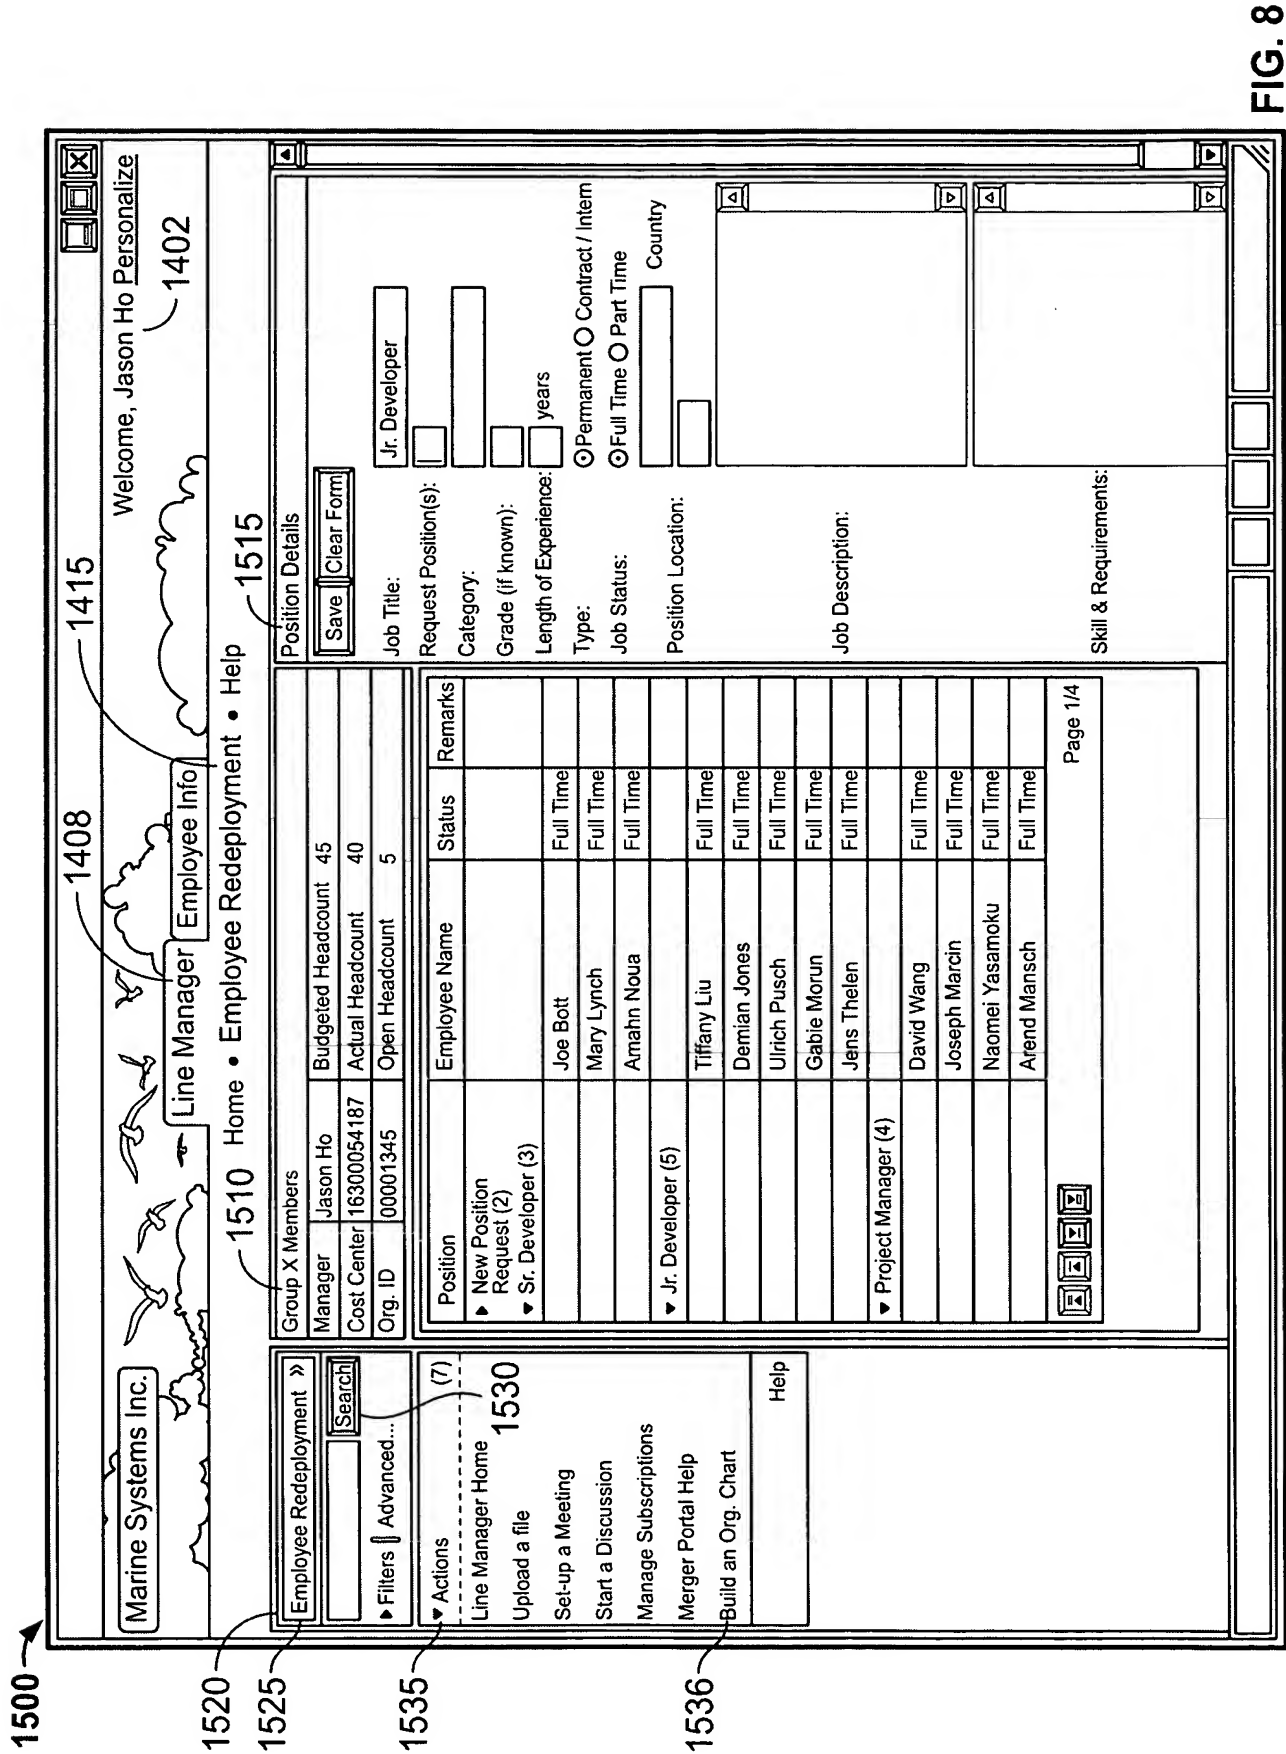 1500
Marine Systems Inc.
1408
1415
Welcome, Jason Ho Personalize
1402
Line Manager
Employee Info
1510
Home • Employee Redeployment • Help
1515
1520
1525
Employee Redeployment »
Search
▶Filters Advanced...
1530
1535
▼ Actions (7)
Line Manager Home
Upload a file
Set-up a Meeting
Start a Discussion
Manage Subscriptions
Merger Portal Help
1536
Build an Org. Chart
Help
Group X Members
Manager Jason Ho Budgeted Headcount 45
Cost Center 16300054187 Actual Headcount 40
Org. ID 00001345 Open Headcount 5
Position Employee Name Status Remarks
▶ New Position
Request (2)
▼ Sr. Developer (3)
Joe Bott Full Time
Mary Lynch Full Time
Amahn Noua Full Time
▼ Jr. Developer (5)
Tiffany Liu Full Time
Demian Jones Full Time
Ulrich Pusch Full Time
Gabie Morun Full Time
Jens Thelen Full Time
▼ Project Manager (4)
David Wang Full Time
Joseph Marcin Full Time
Naomei Yasamoku Full Time
Arend Mansch Full Time
Page 1/4
Position Details
Save Clear Form
Job Title: Jr. Developer
Request Position(s):
Category:
Grade (if known):
Length of Experience: years
Type: Permanent Contract / Intern
Job Status: Full Time Part Time
Country
Position Location:
Job Description:
Skill & Requirements:
FIG. 8